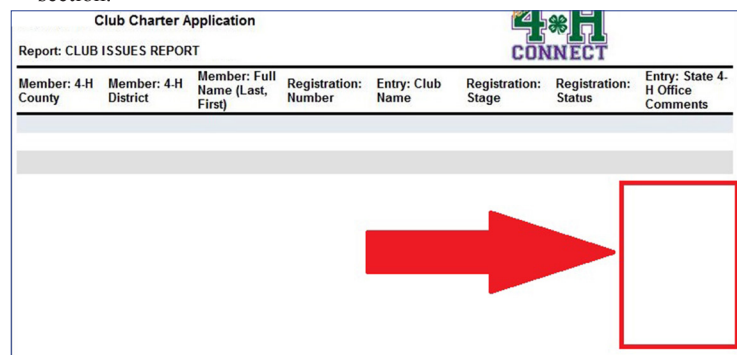 section.
Club Charter Application
4 H
CONNECT
Report: CLUB ISSUES REPORT
Member: 4-H County
Member: 4-H District
Member: Full Name (Last, First)
Registration: Number
Entry: Club Name
Registration: Stage
Registration: Status
Entry: State 4-H Office Comments